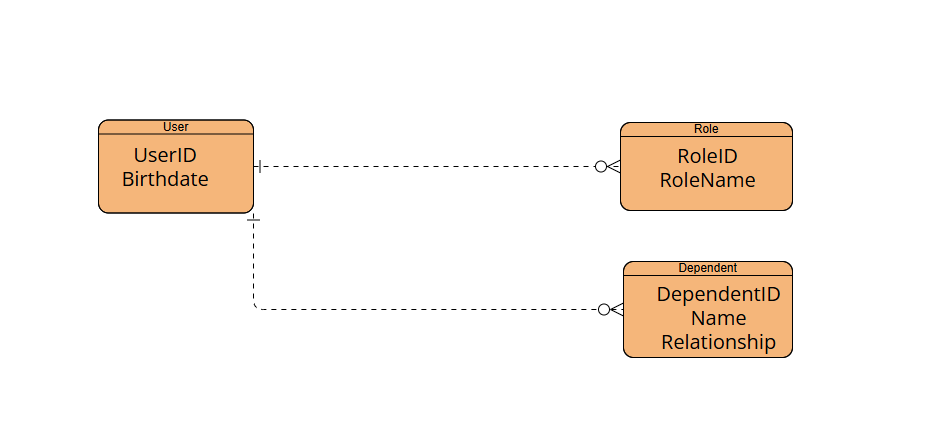 User
UserID
Birthdate
Role
RoleID
RoleName
Dependent
DependentID
Name
Relationship